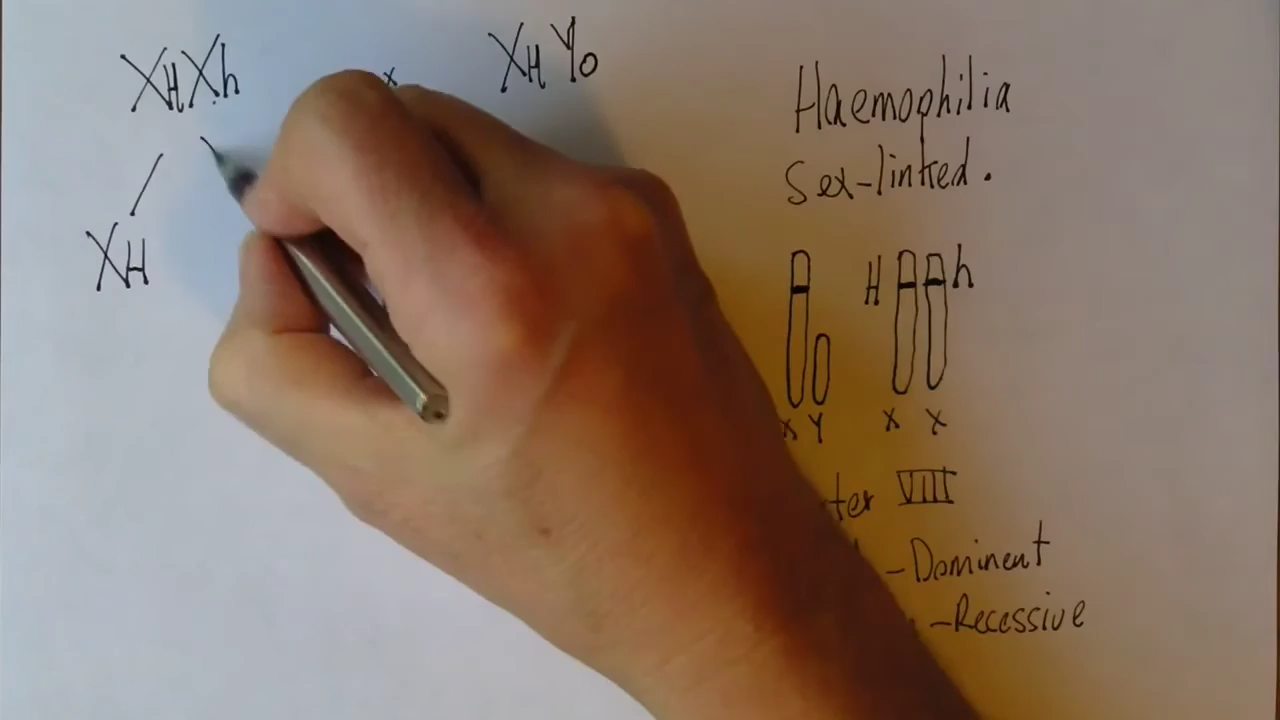 XHXh x XHYo
XH
Haemophilia
Sex-linked.
H h
X Y X X
VIII
-Dominent
-Recessive